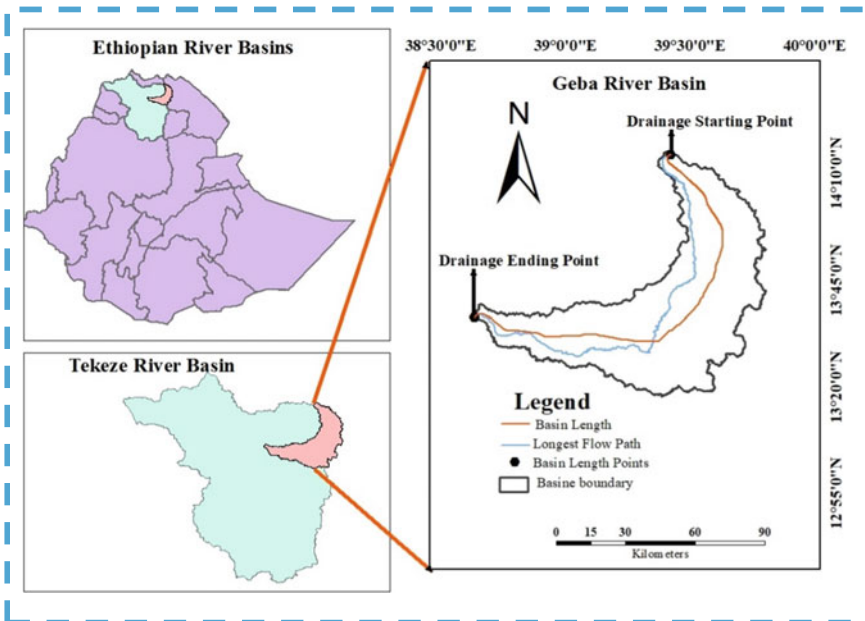 Ethiopian River Basins
Tekeze River Basin
38°30'0"E 39°0'0"E 39°30'0"E 40°0'0"E
Geba River Basin
N
Drainage Starting Point
Drainage Ending Point
14°10'0"N
13°45'0"N
13°20'0"N
12°55'0"N
Legend
Basin Length
Longest Flow Path
Basin Length Points
Basine boundary
0 15 30 60 90
Kilometers